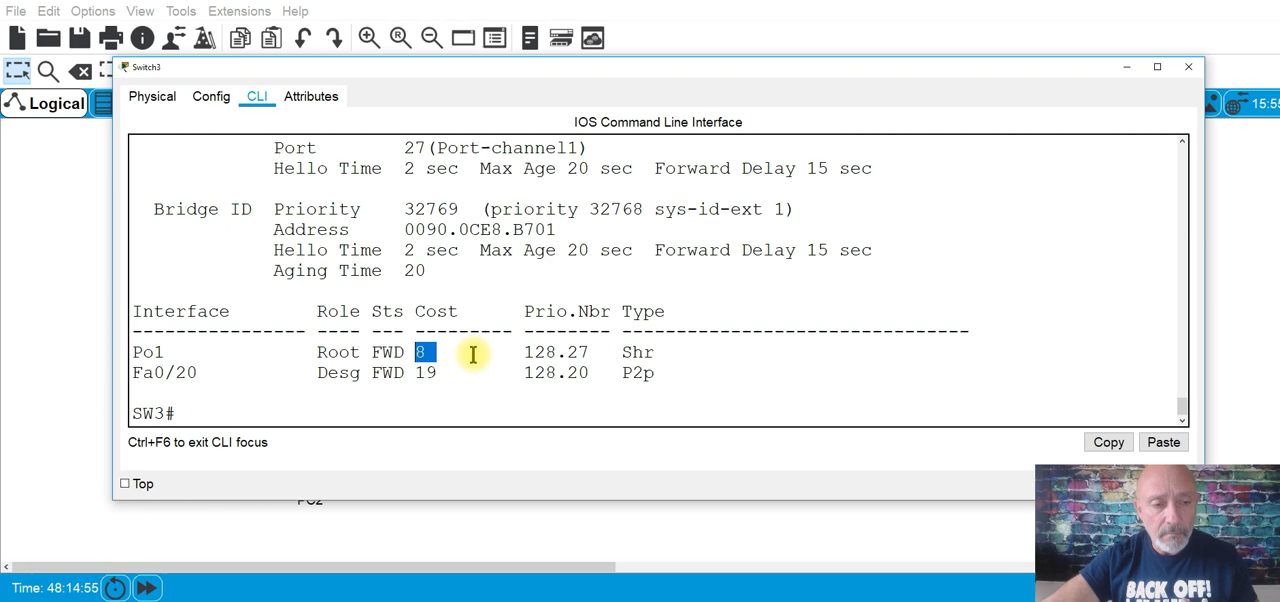 File Edit Options View Tools Extensions Help
Logical
15:55
Switch3
Physical Config CLI Attributes
IOS Command Line Interface
Port 27(Port-channel1)
Hello Time 2 sec Max Age 20 sec Forward Delay 15 sec
Bridge ID Priority 32769 (priority 32768 sys-id-ext 1)
Address 0090.0CE8.B701
Hello Time 2 sec Max Age 20 sec Forward Delay 15 sec
Aging Time 20
Interface Role Sts Cost Prio.Nbr Type
---------------- ---- --- --------- -------- --------------------------------
Po1 Root FWD 8 128.27 Shr
Fa0/20 Desg FWD 19 128.20 P2p
SW3#
Ctrl+F6 to exit CLI focus
Copy Paste
Top
PC2
Time: 48:14:55
BACK OFF!